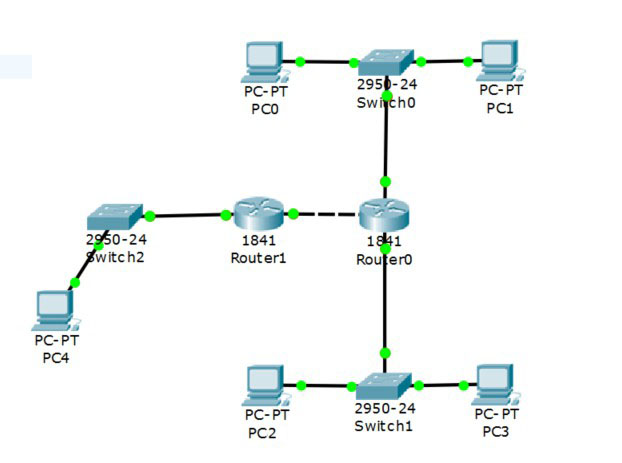 PC-PT
PC0
2950-24
Switch0
PC-PT
PC1
2950-24
Switch2
1841
Router1
1841
Router0
PC-PT
PC4
PC-PT
PC2
2950-24
Switch1
PC-PT
PC3